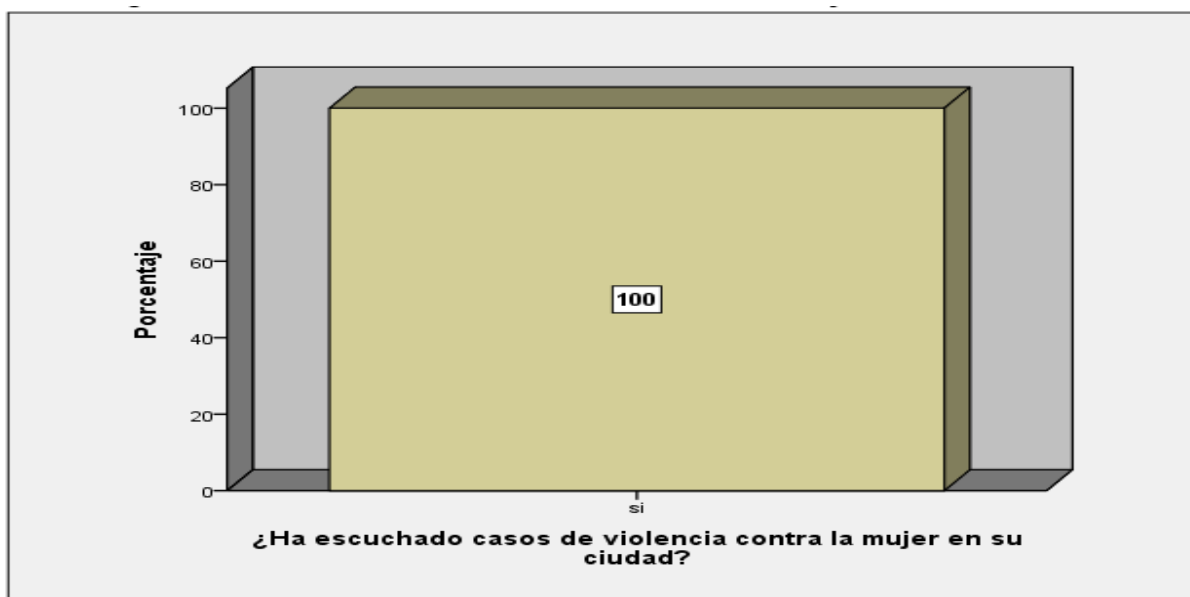 100
80
60
40
20
0
Porcentaje
100
si
¿Ha escuchado casos de violencia contra la mujer en su
ciudad?